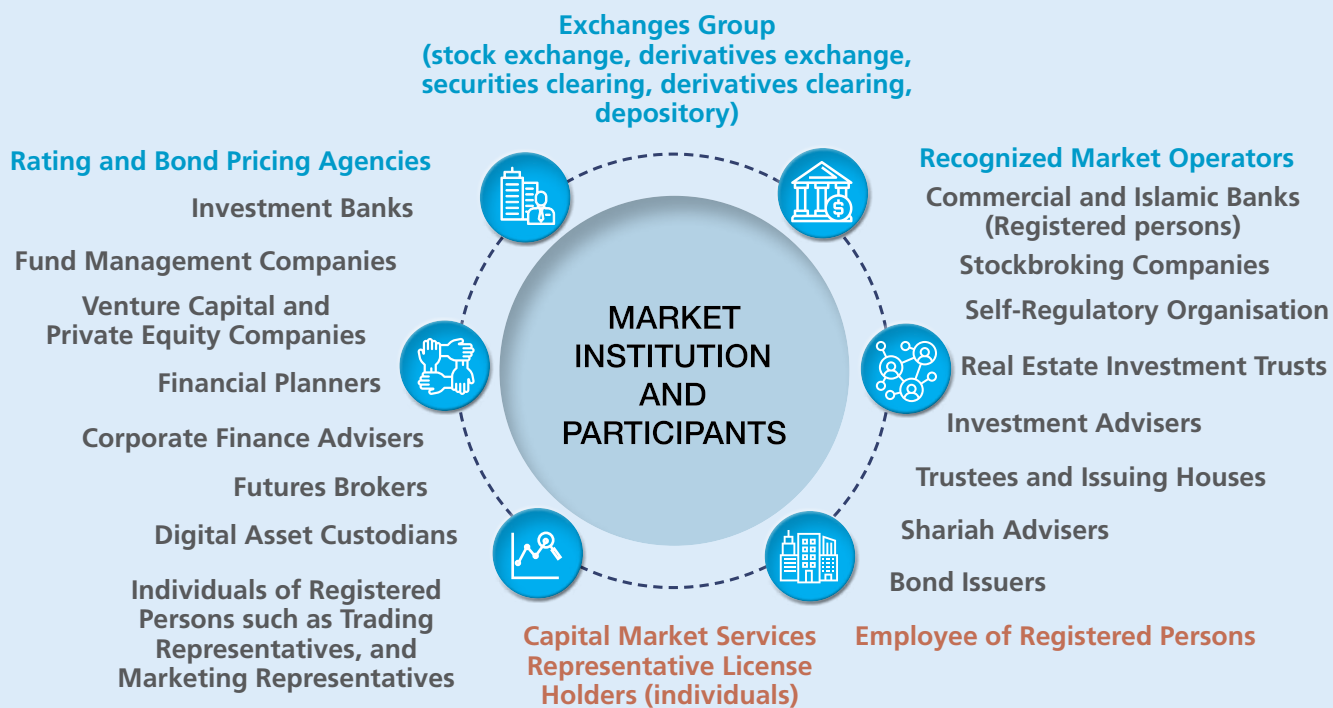 Exchanges Group
(stock exchange, derivatives exchange,
securities clearing, derivatives clearing,
depository)
Rating and Bond Pricing Agencies
Investment Banks
Fund Management Companies
Venture Capital and
Private Equity Companies
Financial Planners
Corporate Finance Advisers
Futures Brokers
Digital Asset Custodians
Individuals of Registered
Persons such as Trading
Representatives, and
Marketing Representatives
MARKET
INSTITUTION
AND
PARTICIPANTS
$
Recognized Market Operators
Commercial and Islamic Banks
(Registered persons)
Stockbroking Companies
Self-Regulatory Organisation
Real Estate Investment Trusts
Investment Advisers
Trustees and Issuing Houses
Shariah Advisers
Bond Issuers
Capital Market Services
Representative License
Holders (individuals)
Employee of Registered Persons